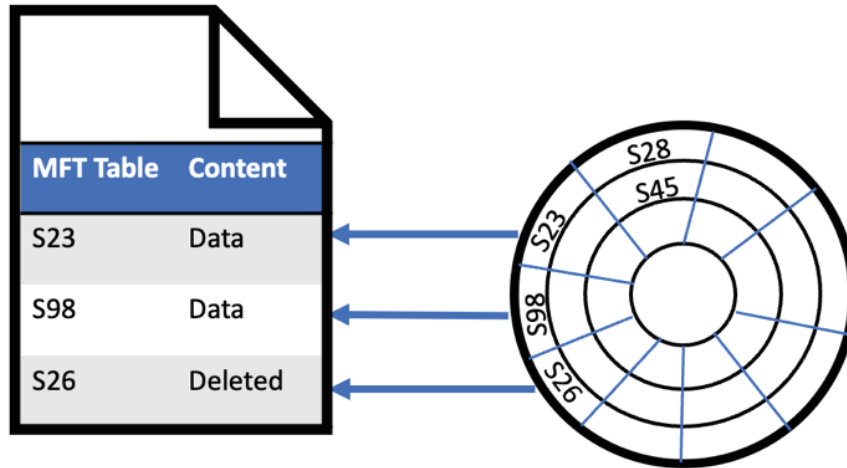 MFT Table Content
S23 Data
S98 Data
S26 Deleted
S28
S45
S23
S98
S26